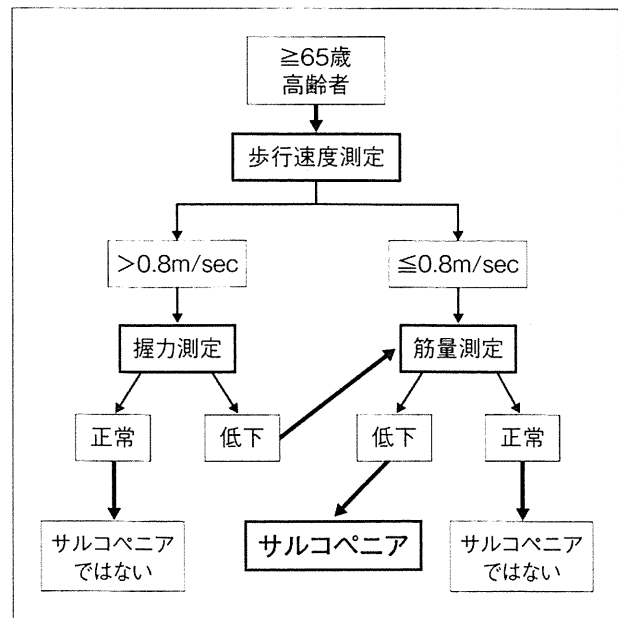 ≧65歳
高齢者
歩行速度測定
>0.8m/sec
≦0.8m/sec
握力測定
筋量測定
正常
低下
低下
正常
サルコペニア
ではない
サルコペニア
サルコペニア
ではない